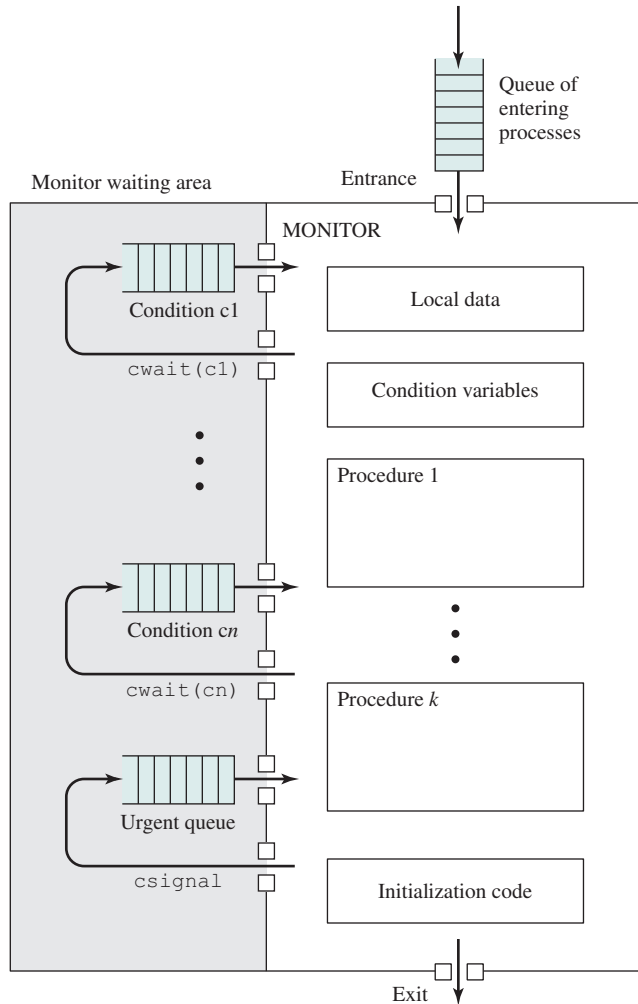 Queue of
entering
processes
Entrance
Monitor waiting area
MONITOR
Condition c1
Local data
cwait(c1)
Condition variables
Procedure 1
Condition cn
cwait(cn)
Procedure k
Urgent queue
csignal
Initialization code
Exit